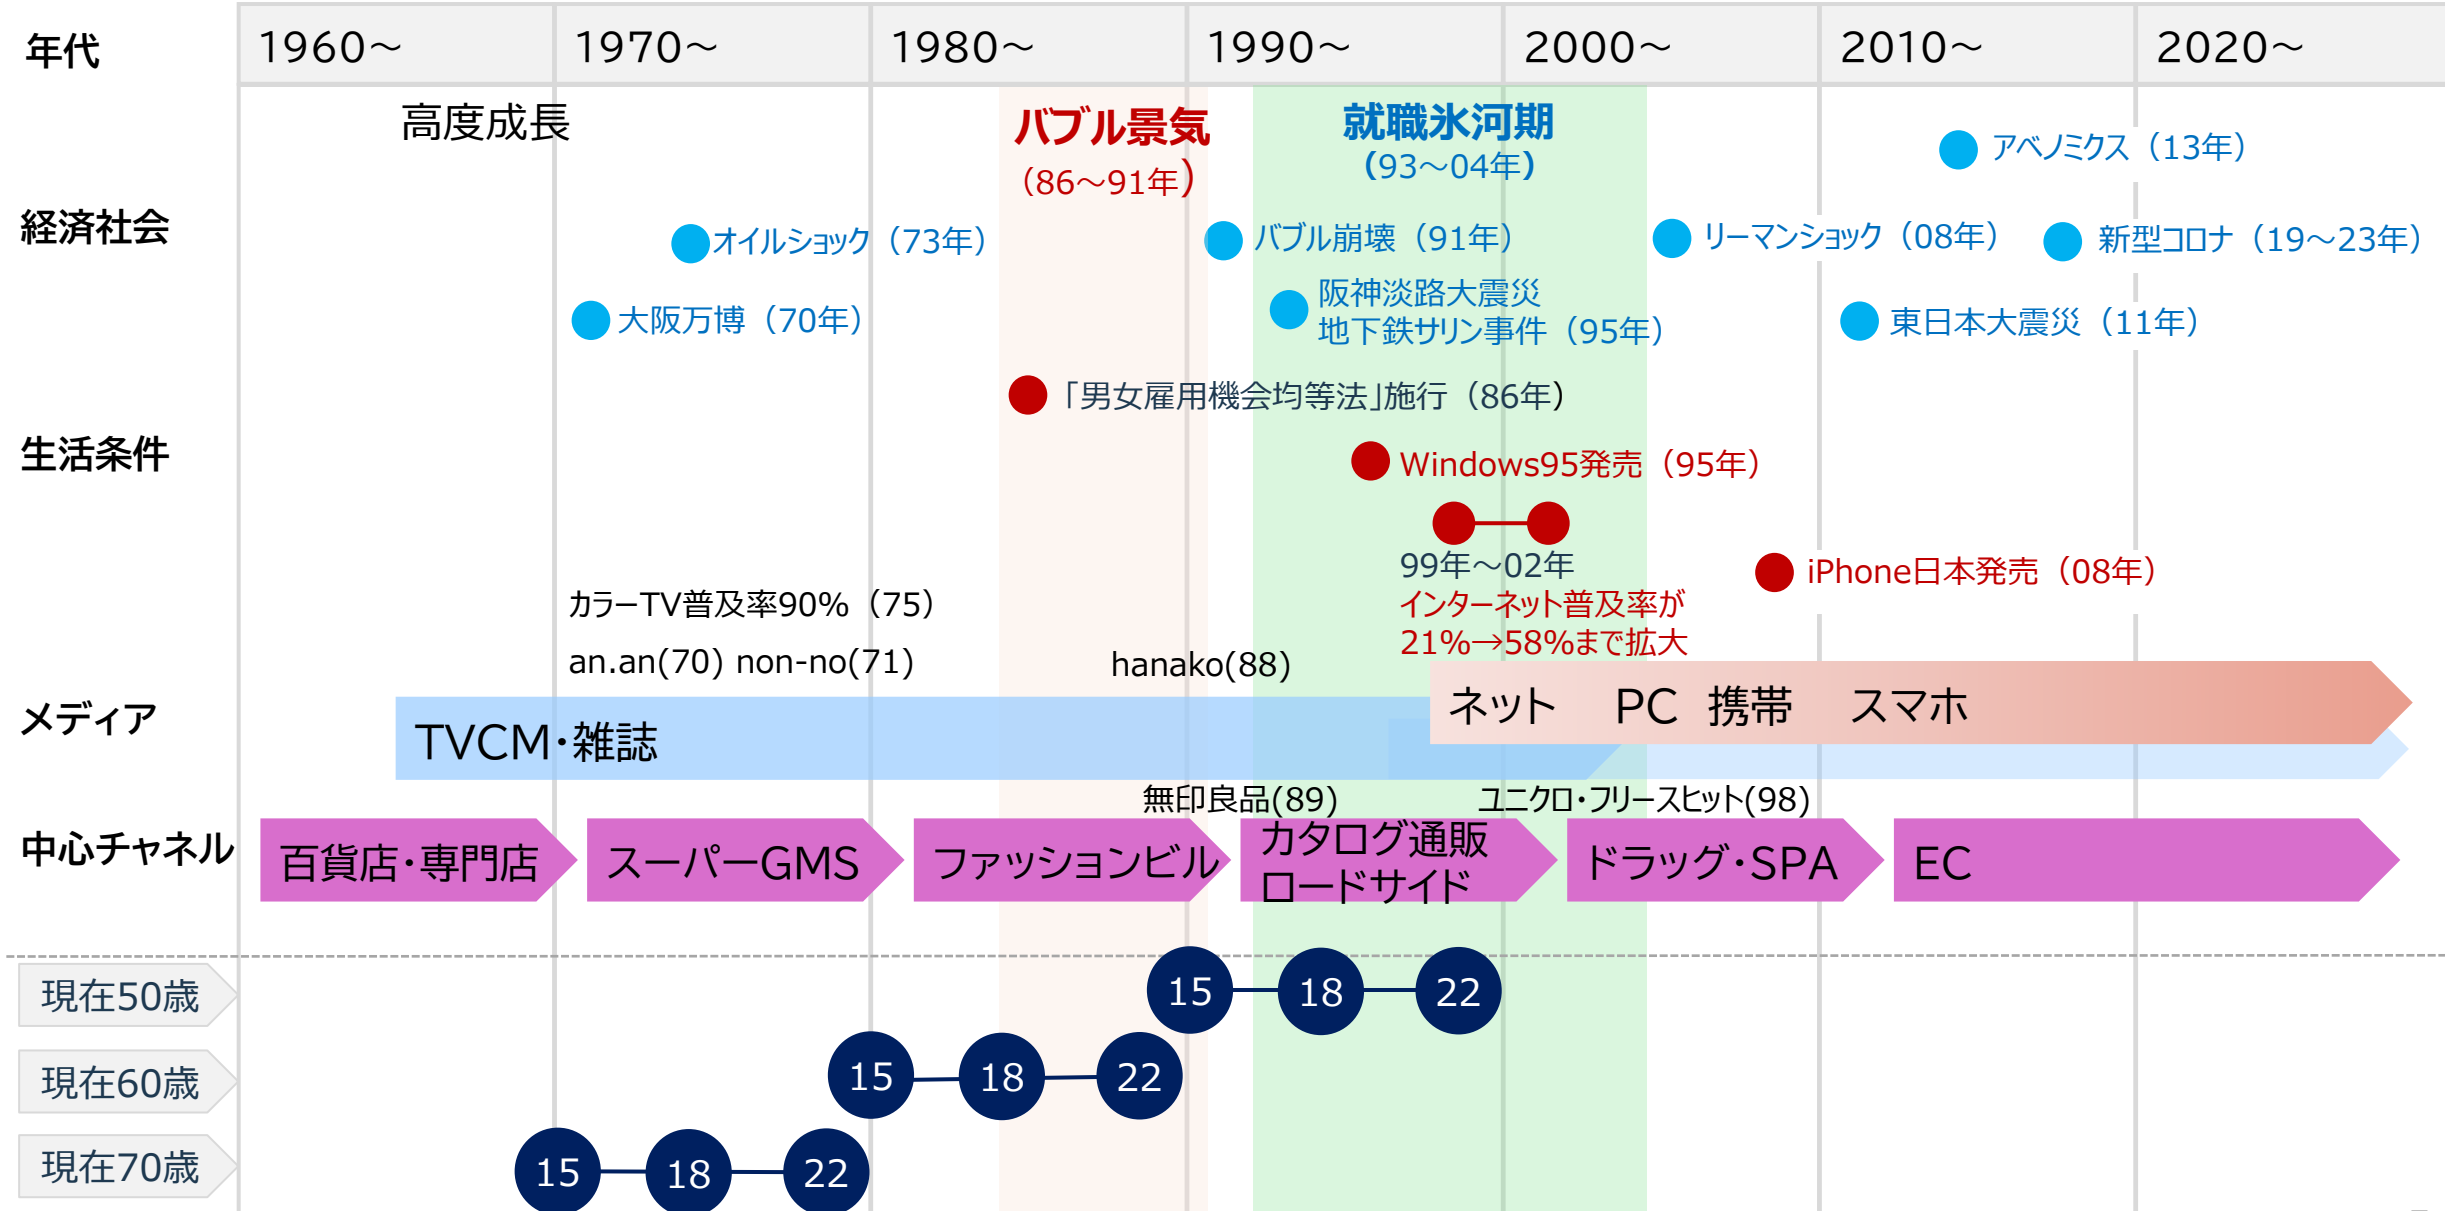 年代
1960～
1970～
1980～
1990～
2000～
2010～
2020～
高度成長
バブル景気
（86～91年）
就職氷河期
（93～04年）
アベノミクス（13年）
経済社会
オイルショック（73年）
バブル崩壊（91年）
リーマンショック（08年）
新型コロナ（19～23年）
大阪万博（70年）
阪神淡路大震災
地下鉄サリン事件（95年）
東日本大震災（11年）
「男女雇用機会均等法」施行（86年）
生活条件
Windows95発売（95年）
99年～02年
インターネット普及率が
21%→58%まで拡大
iPhone日本発売（08年）
カラーTV普及率90%（75）
an.an(70) non-no(71)
hanako(88)
メディア
TVCM・雑誌
ネット　PC　携帯　スマホ
無印良品(89)
ユニクロ・フリースヒット(98)
中心チャネル
百貨店・専門店
スーパーGMS
ファッションビル
カタログ通販
ロードサイド
ドラッグ・SPA
EC
現在50歳
15
18
22
現在60歳
15
18
22
現在70歳
15
18
22